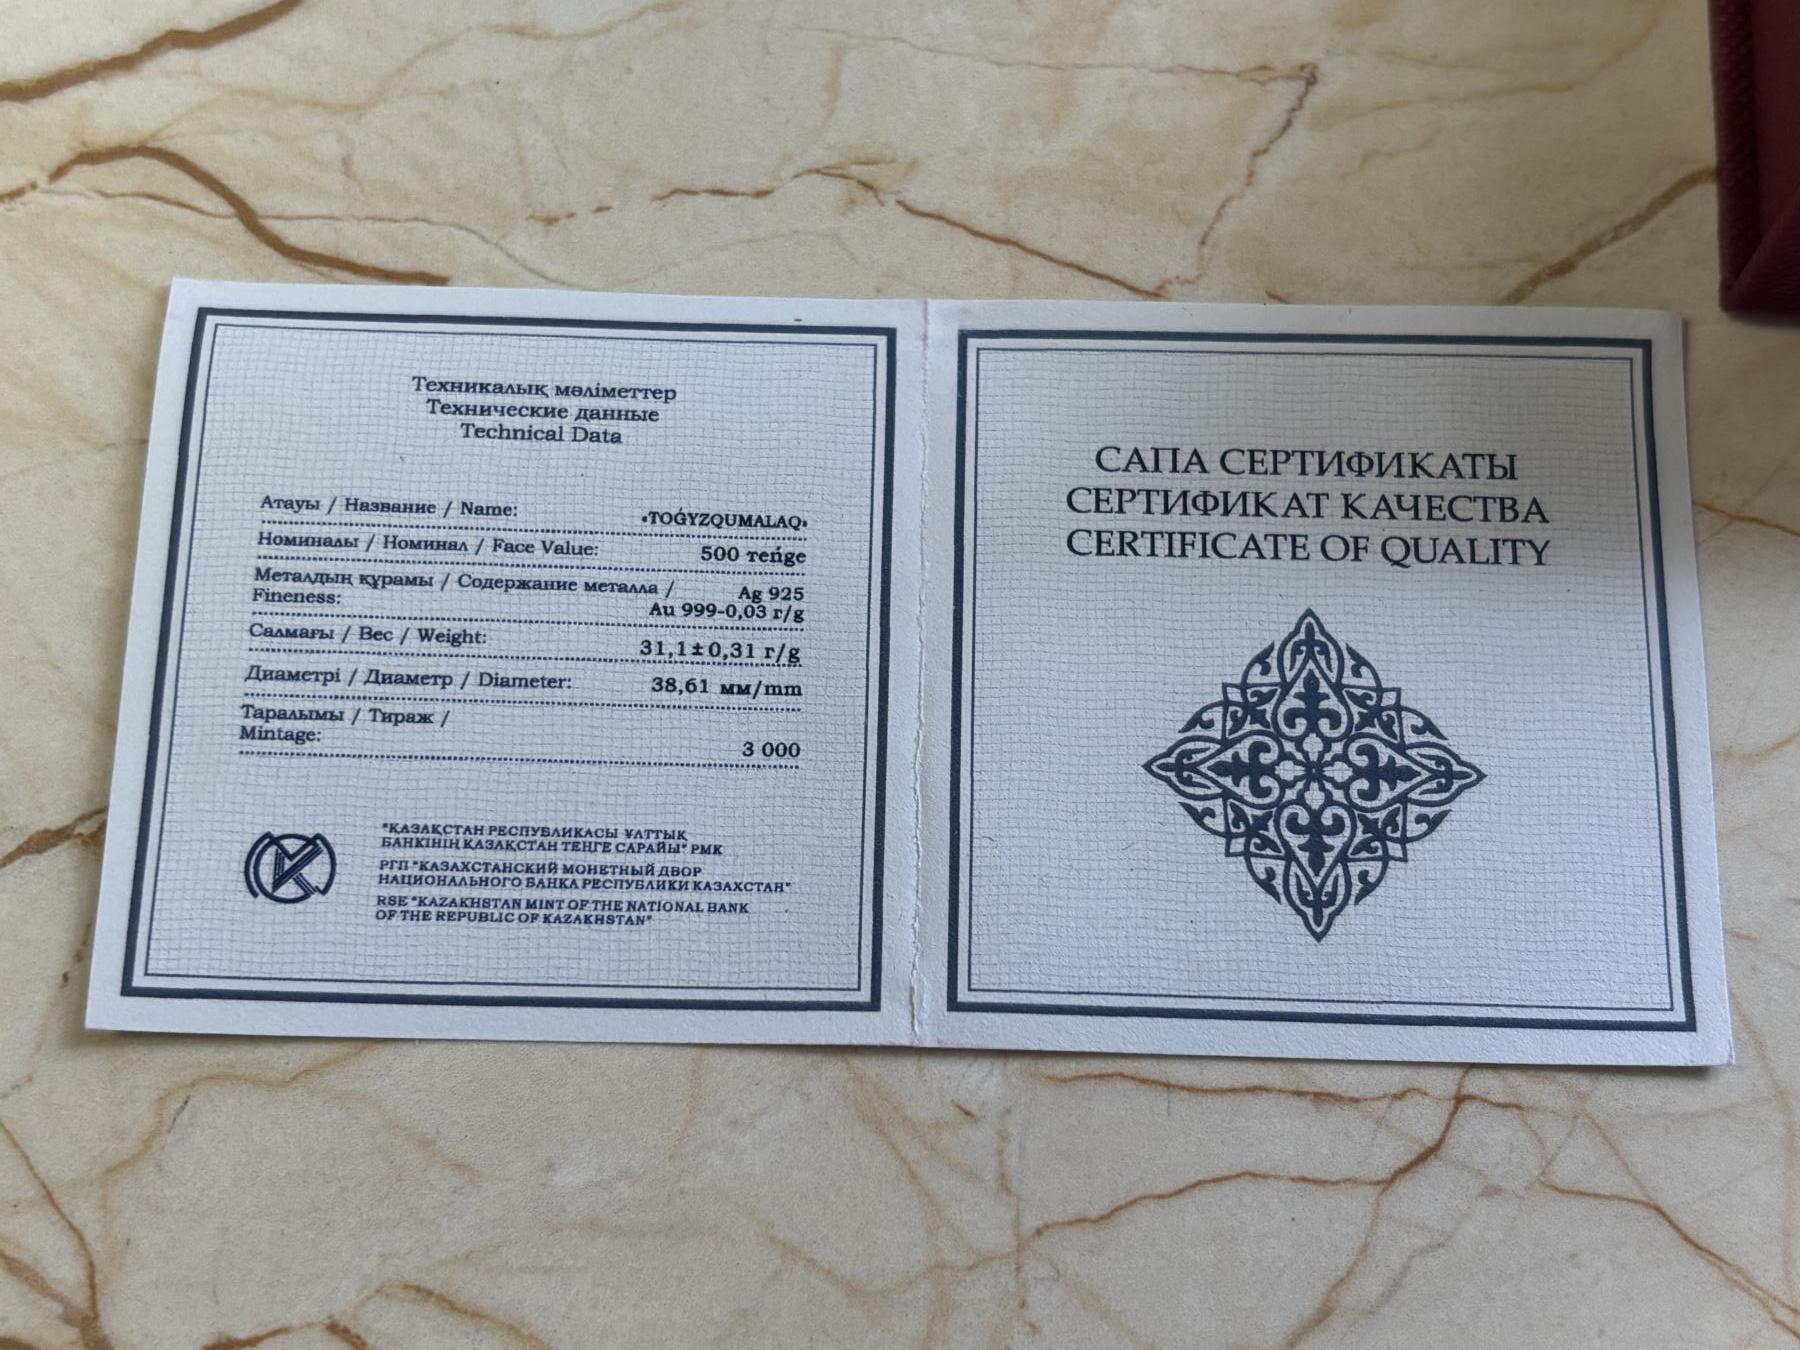 Техникалық мәліметтер
Технические данные
Technical Data
Атауы / Название / Name: «TOǴYZQUMALAQ»
Номиналы / Номинал / Face Value: 500 теńge
Металдың құрамы / Содержание металла / Ag 925
Fineness: Au 999-0,03 г/g
Салмағы / Вес / Weight: 31,1±0,31 г/g
Диаметрі / Диаметр / Diameter: 38,61 мм/mm
Таралымы / Тираж /
Mintage: 3 000
"ҚАЗАҚСТАН РЕСПУБЛИКАСЫ ҰЛТТЫҚ
БАНКІНІҢ ҚАЗАҚСТАН ТЕҢГЕ САРАЙЫ" РМК
РГП "КАЗАХСТАНСКИЙ МОНЕТНЫЙ ДВОР
НАЦИОНАЛЬНОГО БАНКА РЕСПУБЛИКИ КАЗАХСТАН"
RSE "KAZAKHSTAN MINT OF THE NATIONAL BANK
OF THE REPUBLIC OF KAZAKHSTAN"
САПА СЕРТИФИКАТЫ
СЕРТИФИКАТ КАЧЕСТВА
CERTIFICATE OF QUALITY